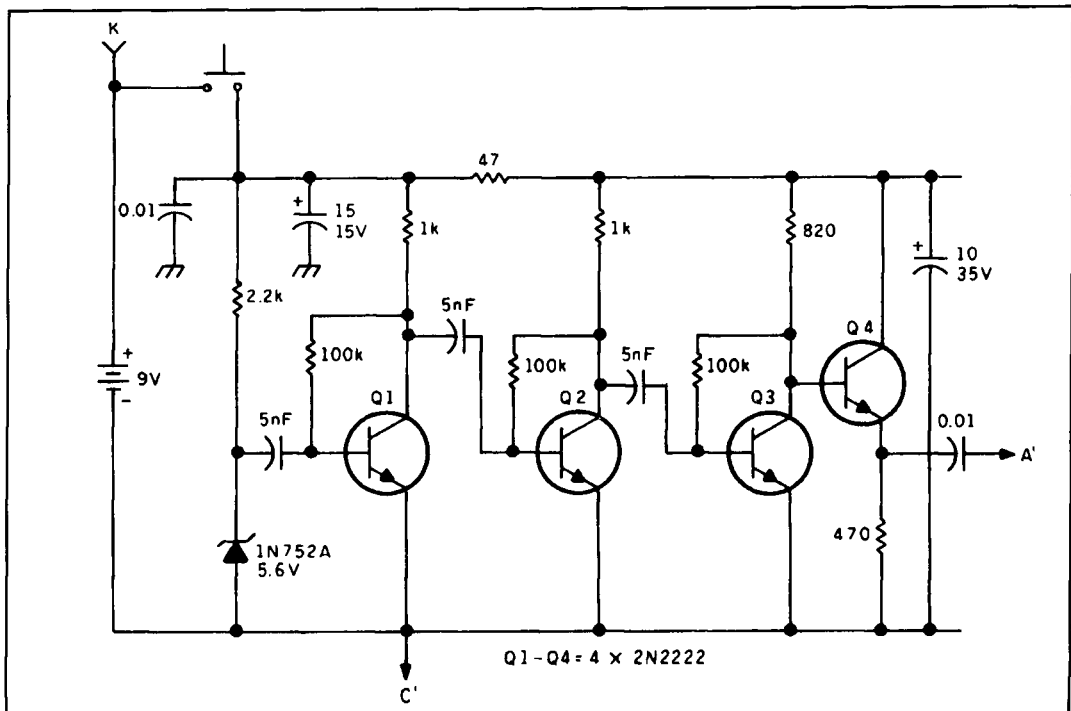 K
47
0.01
+
15
15V
1k
1k
820
+
10
35V
2.2k
5nF
100k
5nF
100k
100k
Q4
+
9V
-
5nF
Q1
Q2
Q3
0.01
A'
1N752A
5.6V
470
Q1-Q4= 4 x 2N2222
C'